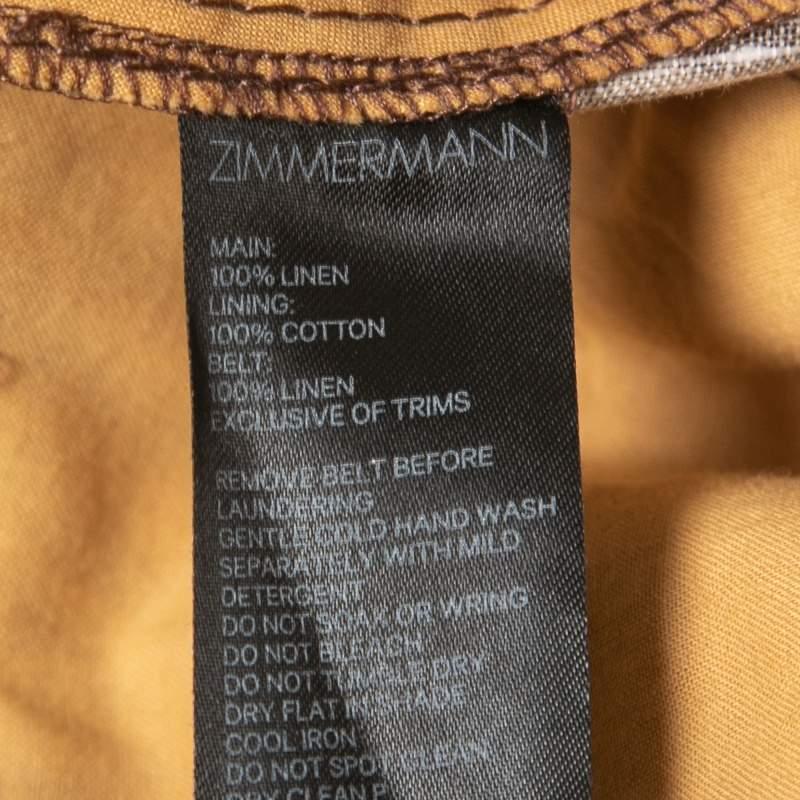 ZIMMERMANN
MAIN:
100% LINEN
LINING:
100% COTTON
BELT:
100% LINEN
EXCLUSIVE OF TRIMS
REMOVE BELT BEFORE
LAUNDERING
GENTLE COLD HAND WASH
SEPARATELY WITH MILD
DETERGENT
DO NOT SOAK OR WRING
DO NOT BLEACH
DO NOT TUMBLE DRY
DRY FLAT IN SHADE
COOL IRON
DO NOT SPOT CLEAN
DRY CLEAN P